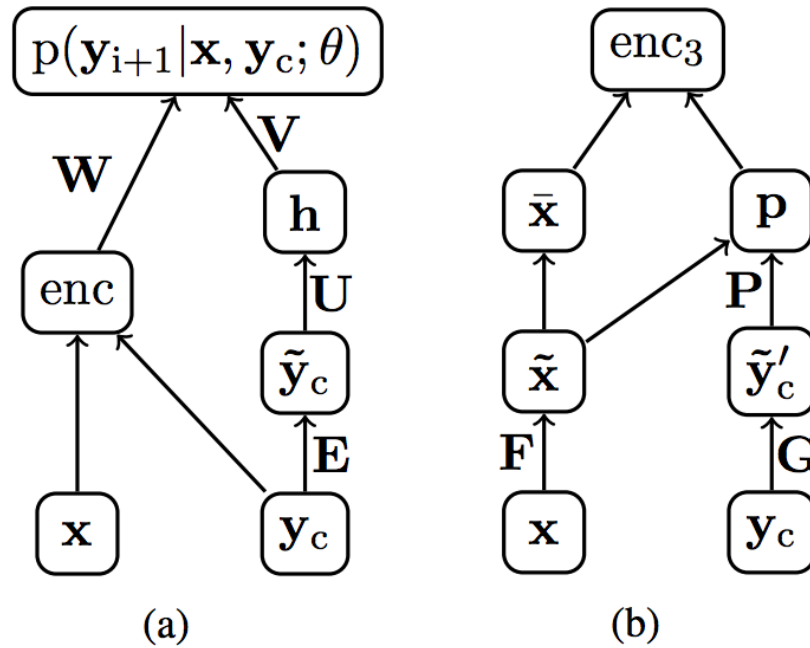 p(y_{i+1}|x, y_c; θ)
W
V
h
enc
U
ỹ_c
E
x
y_c
(a)
enc_3
x̄
p
P
x̃
ỹ′_c
F
G
x
y_c
(b)